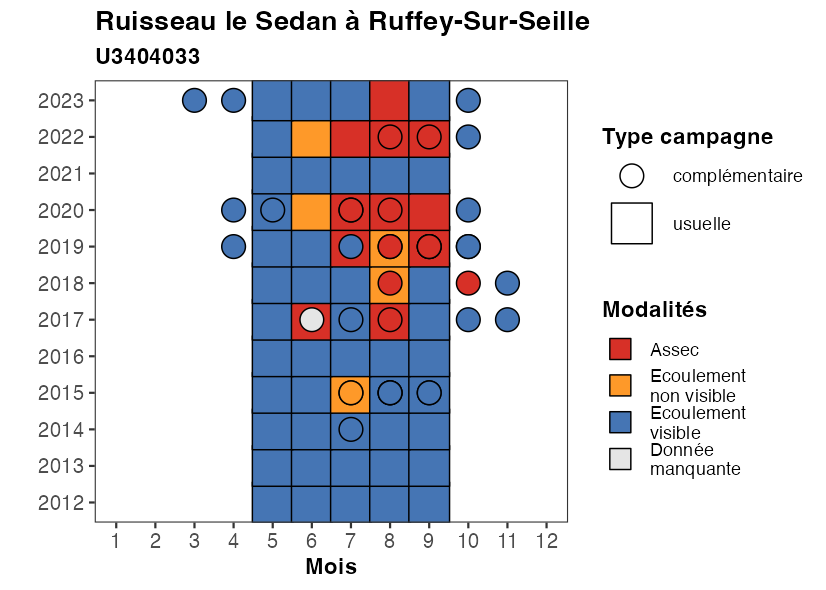 Ruisseau le Sedan à Ruffey-Sur-Seille
U3404033
2023
2022
2021
2020
2019
2018
2017
2016
2015
2014
2013
2012
1 2 3 4 5 6 7 8 9 10 11 12
Mois
Type campagne
complémentaire
usuelle
Modalités
Assec
Ecoulement
non visible
Ecoulement
visible
Donnée
manquante